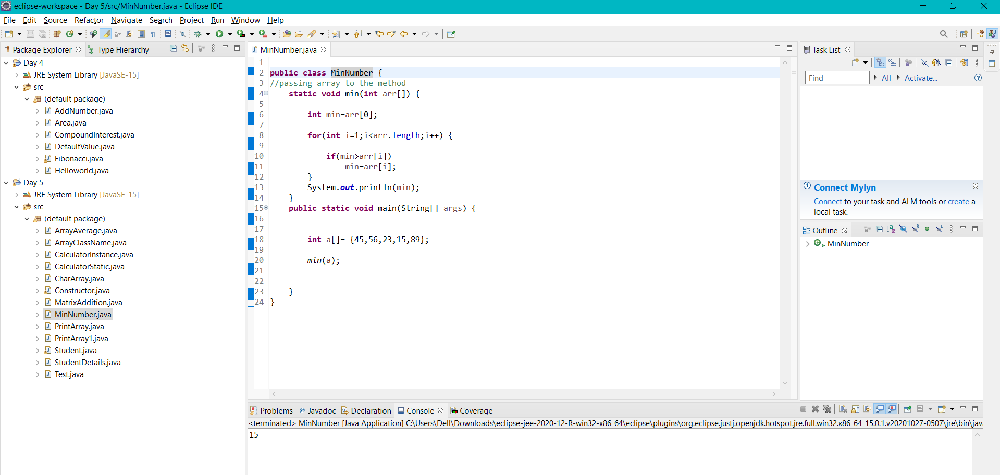 eclipse-workspace - Day 5/src/MinNumber.java - Eclipse IDE
File Edit Source Refactor Navigate Search Project Run Window Help
Package Explorer Type Hierarchy
Day 4
JRE System Library [JavaSE-15]
src
(default package)
AddNumber.java
Area.java
CompoundInterest.java
DefaultValue.java
Fibonacci.java
Helloworld.java
Day 5
JRE System Library [JavaSE-15]
src
(default package)
ArrayAverage.java
ArrayClassName.java
CalculatorInstance.java
CalculatorStatic.java
CharArray.java
Constructor.java
MatrixAddition.java
MinNumber.java
PrintArray.java
PrintArray1.java
Student.java
StudentDetails.java
Test.java
MinNumber.java
1
2 public class MinNumber {
3 //passing array to the method
4 static void min(int arr[]) {
5
6 int min=arr[0];
7
8 for(int i=1;i<arr.length;i++) {
9
10 if(min>arr[i])
11 min=arr[i];
12 }
13 System.out.println(min);
14 }
15 public static void main(String[] args) {
16
17
18 int a[]= {45,56,23,15,89};
19
20 min(a);
21
22
23 }
24 }
Task List
Find All Activate...
Connect Mylyn
Connect to your task and ALM tools or create a
local task.
Outline
MinNumber
Problems @ Javadoc Declaration Console Coverage
<terminated> MinNumber [Java Application] C:\Users\Dell\Downloads\eclipse-jee-2020-12-R-win32-x86_64\eclipse\plugins\org.eclipse.justj.openjdk.hotspot.jre.full.win32.x86_64_15.0.1.v20201027-0507\jre\bin\jav
15